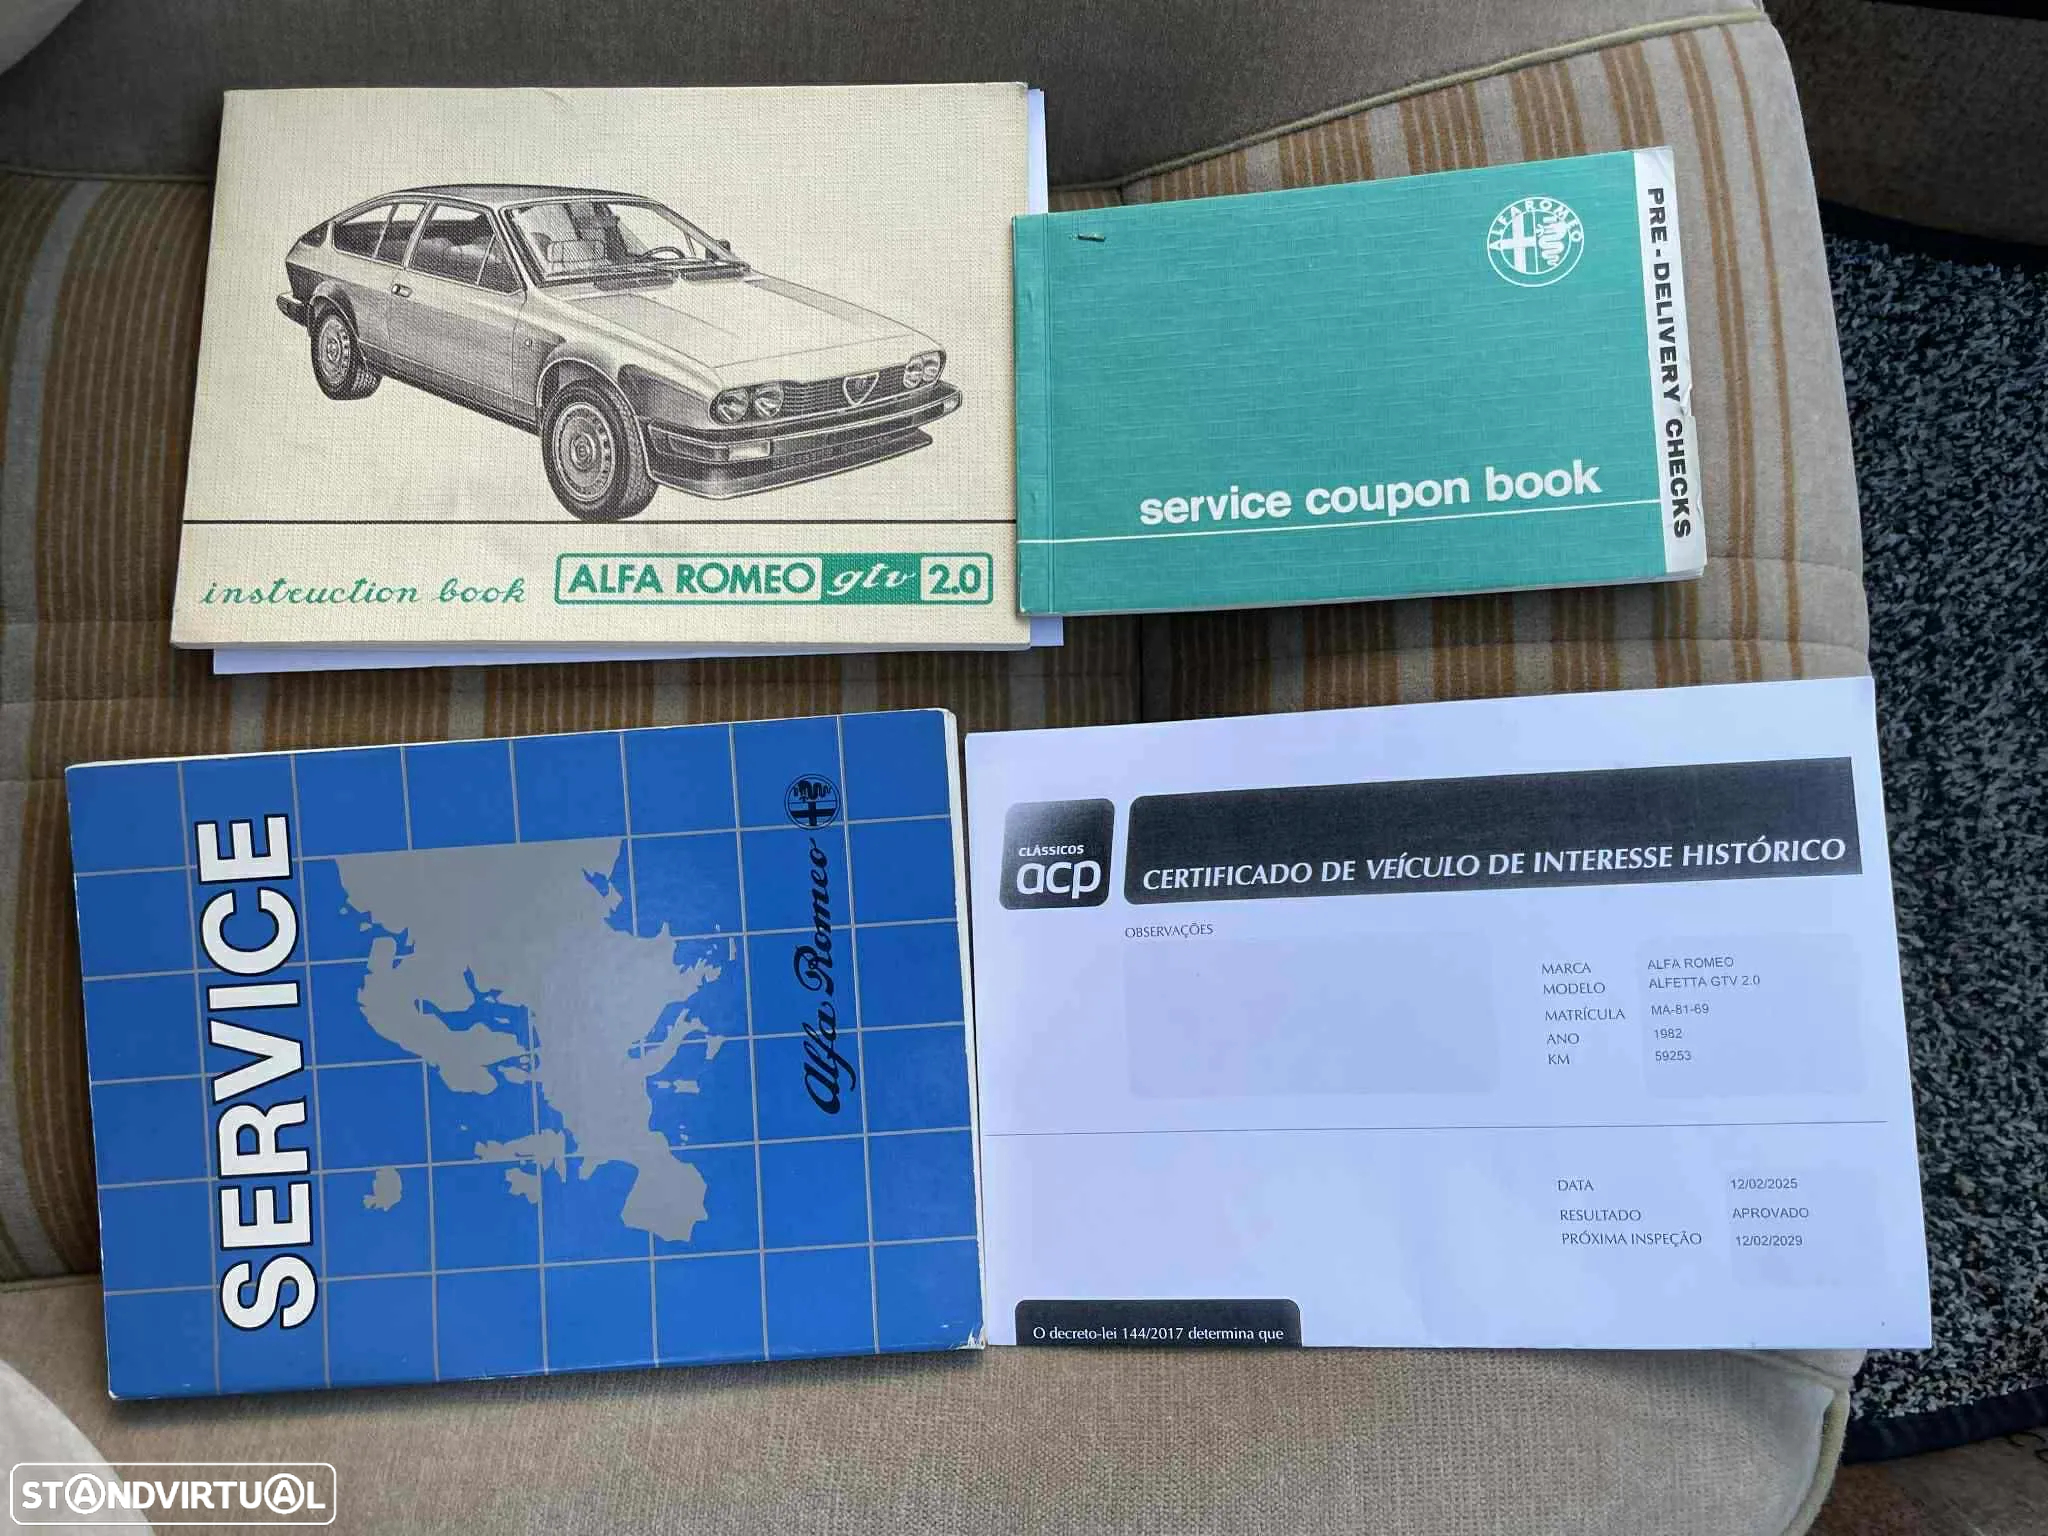 instruction book
ALFA ROMEO gtv 2.0
ALFA ROMEO
service coupon book
PRE-DELIVERY CHECKS
SERVICE
Alfa Romeo
CLÁSSICOS
acp
CERTIFICADO DE VEÍCULO DE INTERESSE HISTÓRICO
OBSERVAÇÕES
MARCA ALFA ROMEO
MODELO ALFETTA GTV 2.0
MATRÍCULA MA-81-69
ANO 1982
KM 59253
DATA 12/02/2025
RESULTADO APROVADO
PRÓXIMA INSPEÇÃO 12/02/2029
O decreto-lei 144/2017 determina que
STANDVIRTUAL